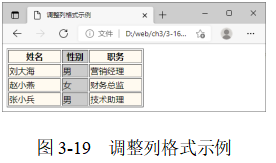 调整列格式示例
文件 D:/web/ch3/3-16...
姓名 性别 职务
刘大海 男 营销经理
赵小燕 女 财务总监
张小兵 男 技术助理
图 3-19 调整列格式示例